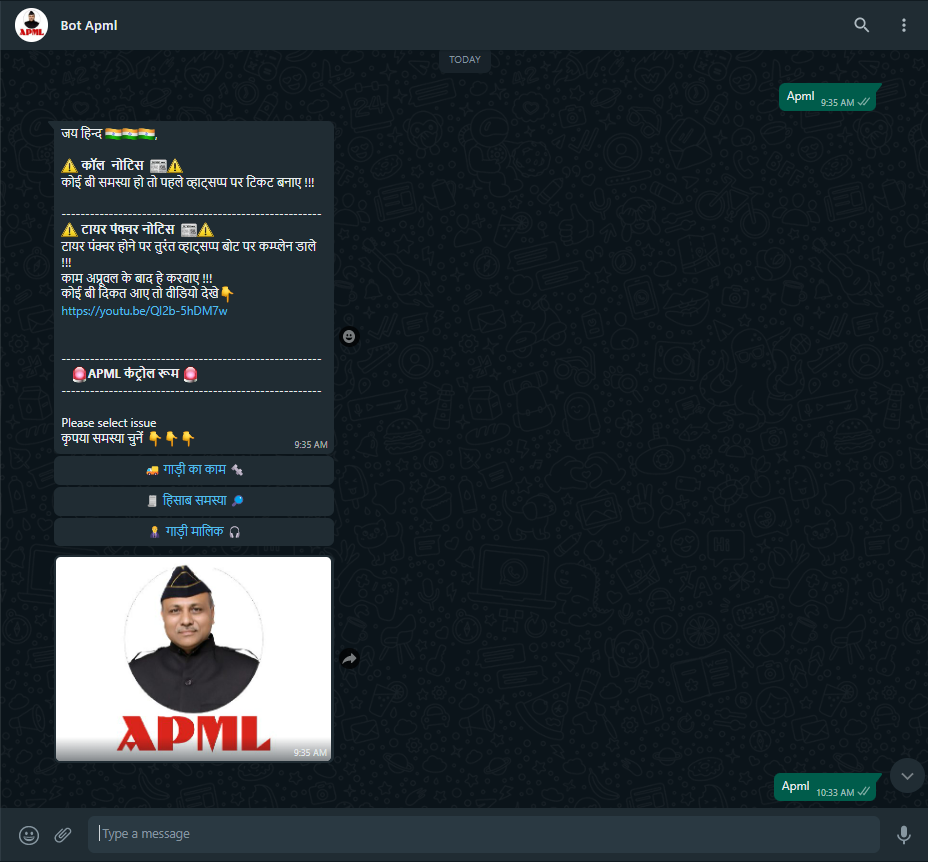 APML
Bot Apml
TODAY
Apml 9:35 AM
जय हिन्द 🇮🇳🇮🇳🇮🇳,
⚠️ कॉल नोटिस 📰⚠️
कोई बी समस्या हो तो पहले व्हाट्सप्प पर टिकट बनाए !!!
-------------------------------------------------------
⚠️ टायर पंक्चर नोटिस 📰⚠️
टायर पंक्चर होने पर तुरंत व्हाट्सप्प बोट पर कम्प्लेन डाले
!!!
काम अप्रूवल के बाद हे करवाए !!!
कोई बी दिकत आए तो वीडियो देखे👇
https://youtu.be/Ql2b-5hDM7w
-------------------------------------------------------
🚨APML कंट्रोल रूम 🚨
-------------------------------------------------------
Please select issue
कृपया समस्या चुनें 👇👇👇
9:35 AM
🚚 गाड़ी का काम 🔩
🧾 हिसाब समस्या 🔎
गाड़ी मालिक 🎧
APML
9:35 AM
Apml 10:33 AM
Type a message